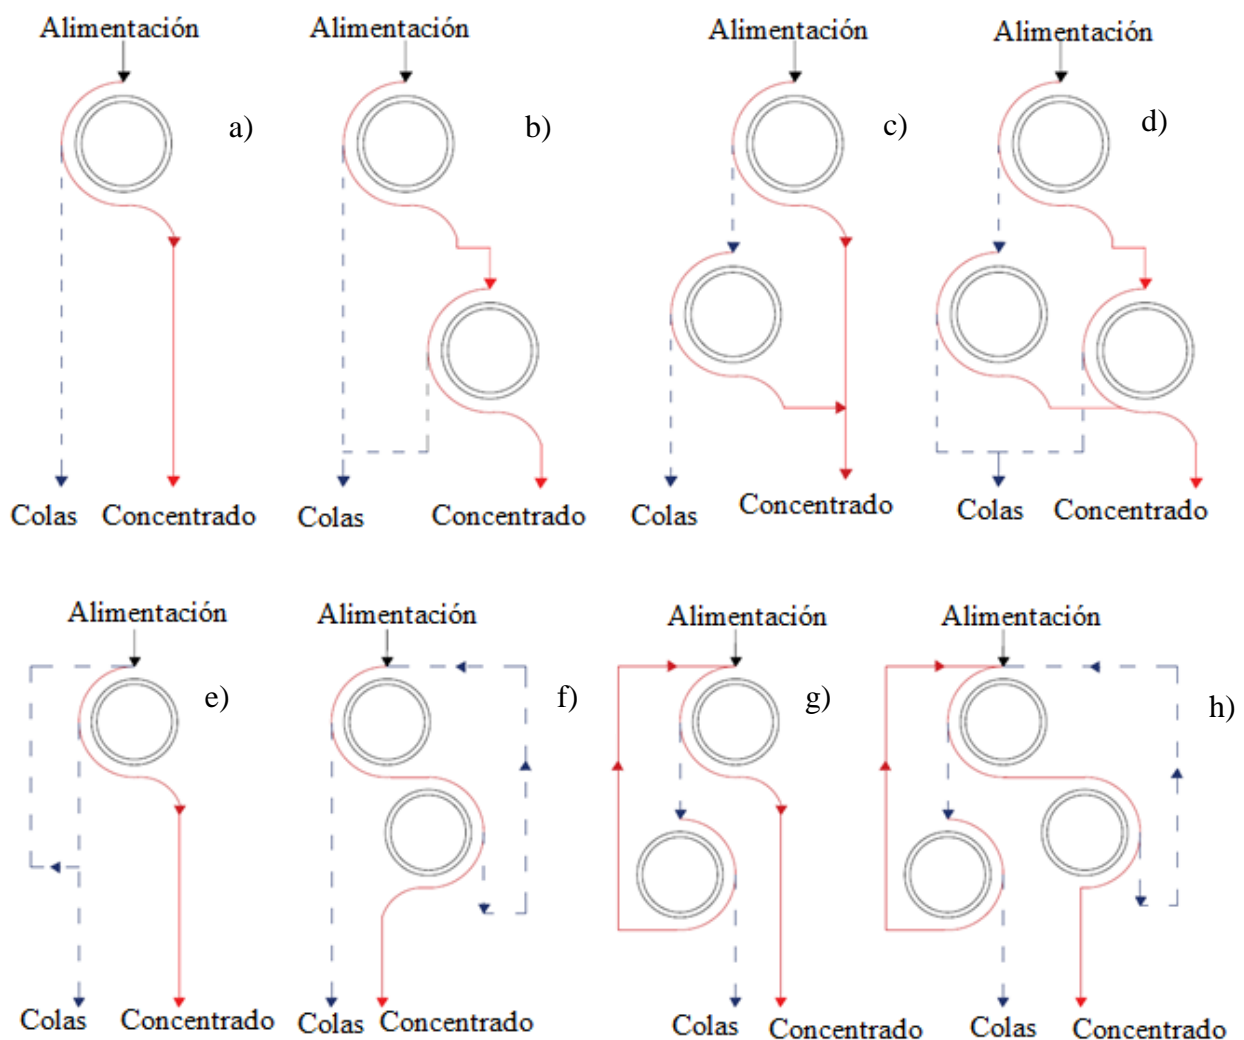 Alimentación Alimentación Alimentación Alimentación
a) b) c) d)
Colas Concentrado Colas Concentrado Colas Concentrado Colas Concentrado
Alimentación Alimentación Alimentación Alimentación
e) f) g) h)
Colas Concentrado Colas Concentrado Colas Concentrado Colas Concentrado